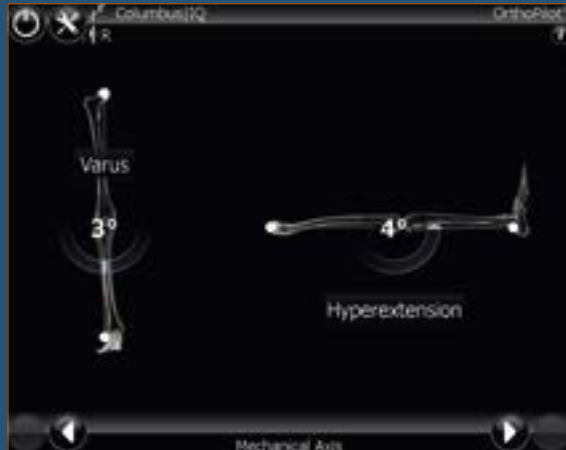 Columbus|IQ
OrthoPilot®
R
Varus
3°
4°
Hyperextension
Mechanical Axis